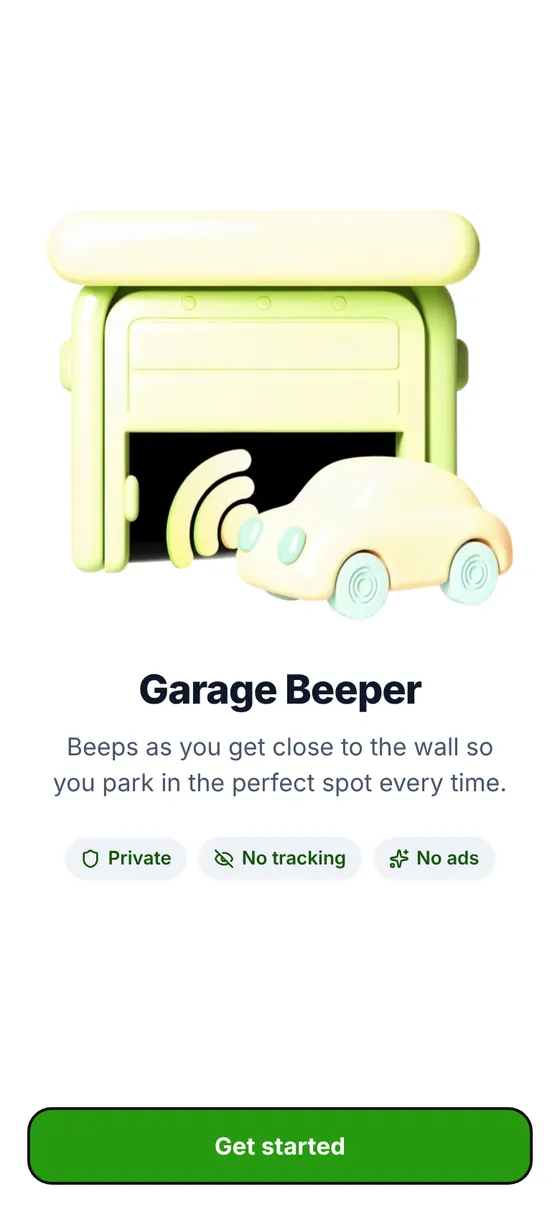 Garage Beeper
Beeps as you get close to the wall so
you park in the perfect spot every time.
Private
No tracking
No ads
Get started